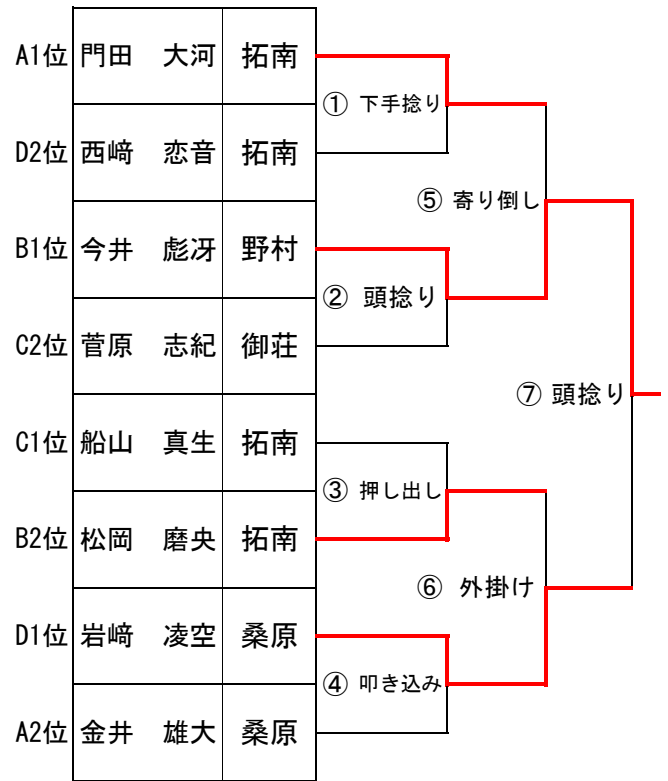 A1位 門田 大河 拓南
① 下手捻り
D2位 西﨑 恋音 拓南
⑤ 寄り倒し
B1位 今井 彪冴 野村
② 頭捻り
C2位 菅原 志紀 御荘
⑦ 頭捻り
C1位 船山 真生 拓南
③ 押し出し
B2位 松岡 磨央 拓南
⑥ 外掛け
D1位 岩﨑 凌空 桑原
④ 叩き込み
A2位 金井 雄大 桑原